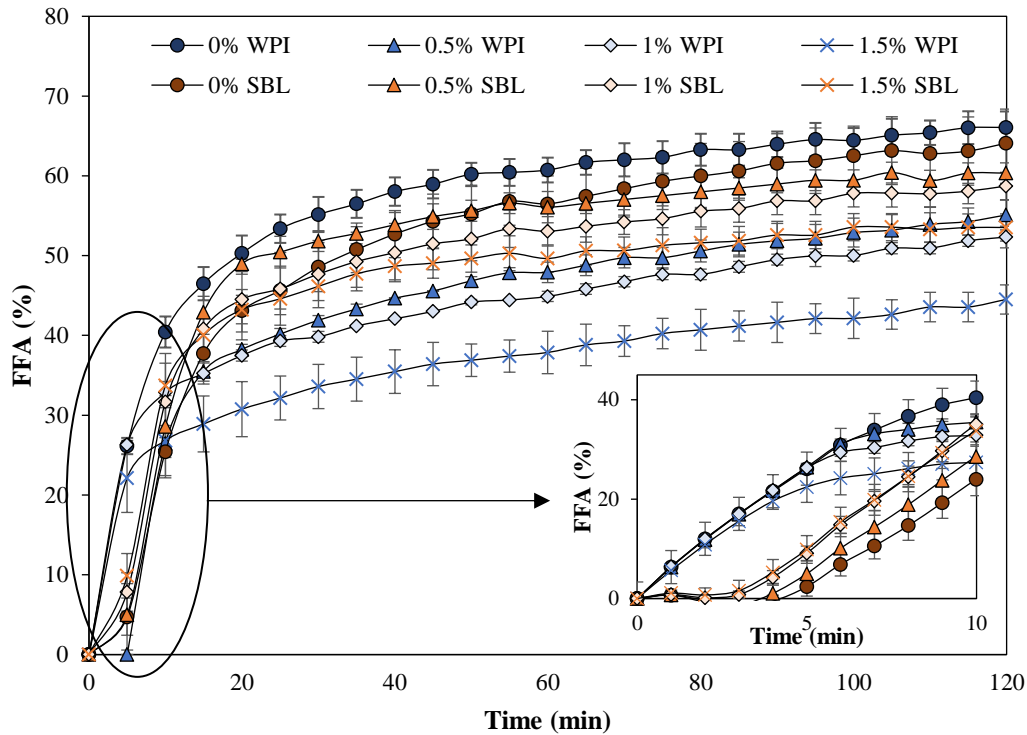 80
0% WPI 0.5% WPI 1% WPI 1.5% WPI
0% SBL 0.5% SBL 1% SBL 1.5% SBL
70
60
50
40
30
20
10
0
FFA (%)
0 20 40 60 80 100 120
Time (min)
40
20
0
FFA (%)
0 5 10
Time (min)